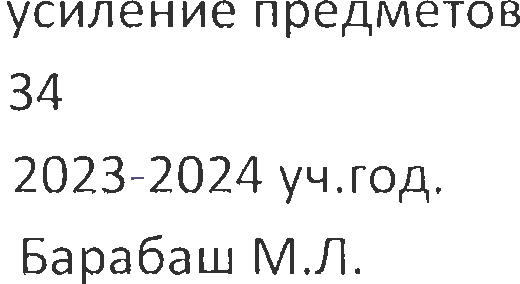 усиление предметов
34
2023-2024 уч.год.
Барабаш М.Л.